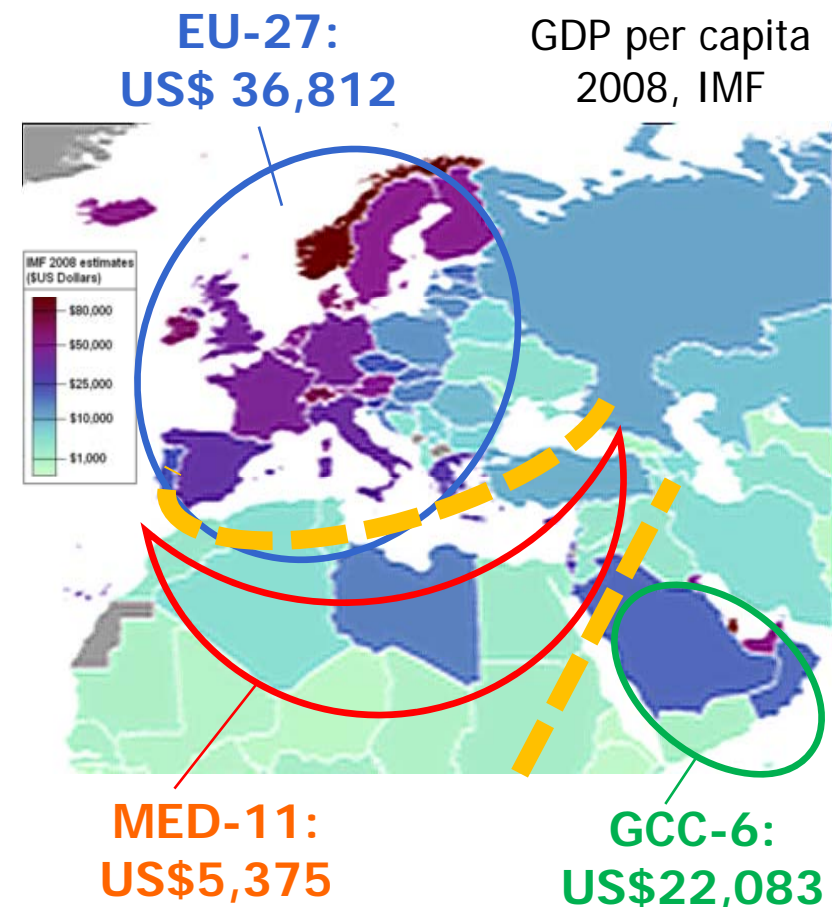 EU-27:
US$ 36,812
GDP per capita
2008, IMF
IMF 2008 estimates
($US Dollars)
$80,000
$50,000
$25,000
$10,000
$1,000
MED-11:
US$5,375
GCC-6:
US$22,083